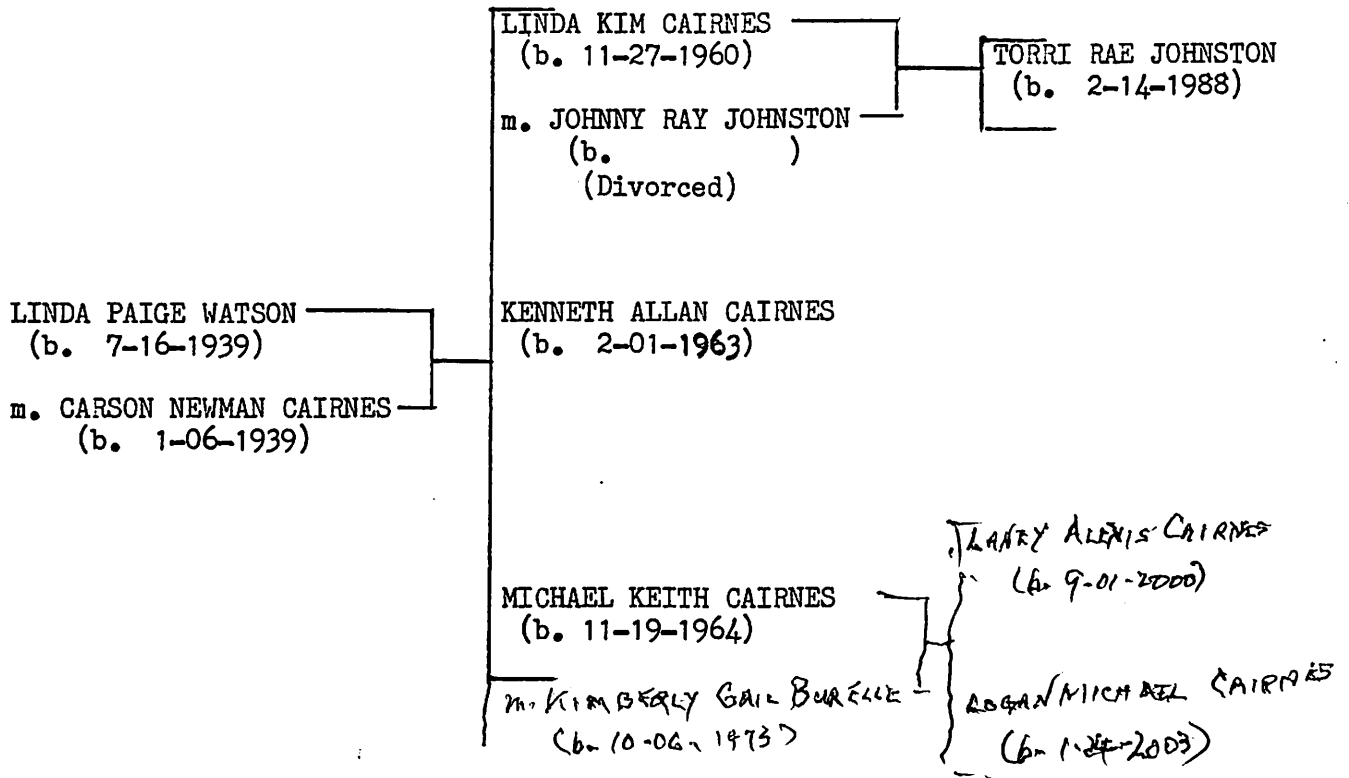 LINDA KIM CAIRNES
(b. 11-27-1960)
TORRI RAE JOHNSTON
(b. 2-14-1988)
m. JOHNNY RAY JOHNSTON
(b. )
(Divorced)
LINDA PAIGE WATSON
(b. 7-16-1939)
KENNETH ALLAN CAIRNES
(b. 2-01-1963)
m. CARSON NEWMAN CAIRNES
(b. 1-06-1939)
LANEY ALEXIS CAIRNES
(b. 9-01-2000)
MICHAEL KEITH CAIRNES
(b. 11-19-1964)
m. KIMBERLY GAIL BURELLE
(b. 10-06-1973)
LOGAN MICHAEL CAIRNES